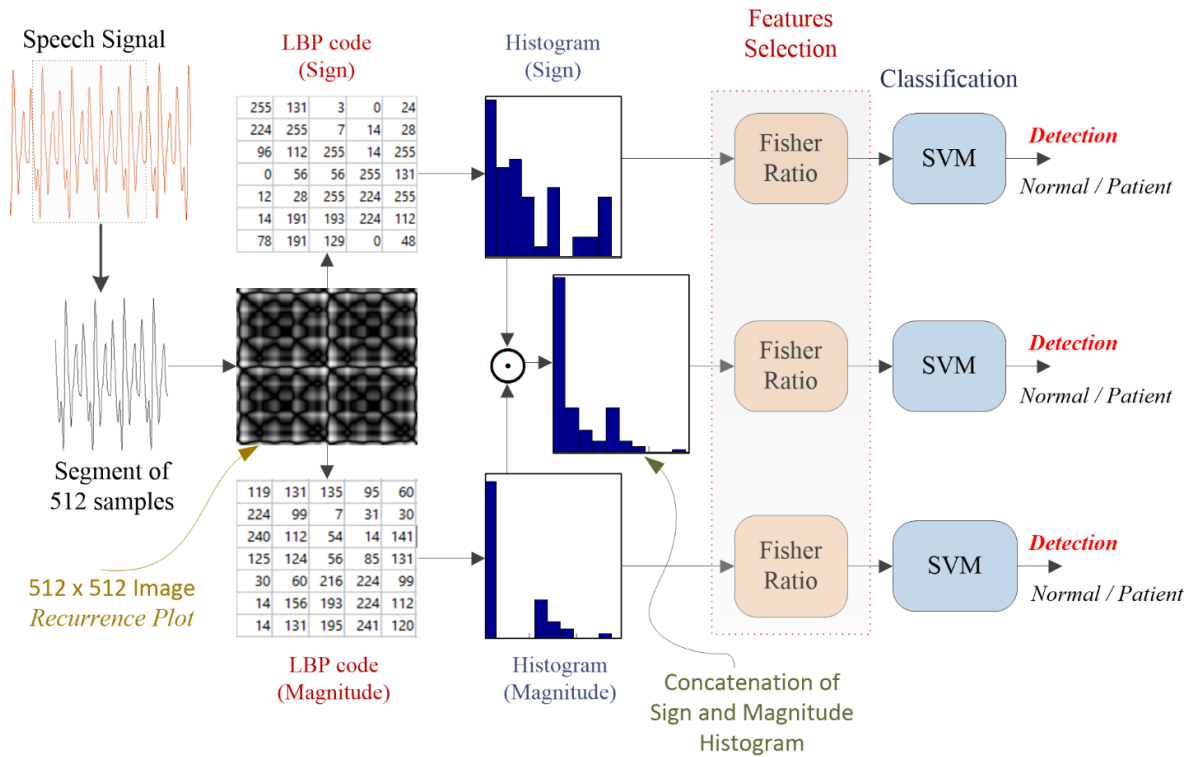 Speech Signal
Segment of
512 samples
512 x 512 Image
Recurrence Plot
LBP code
(Sign)
255 131 3 0 24
224 255 7 14 28
96 112 255 14 255
0 56 56 255 131
12 28 255 224 255
14 191 193 224 112
78 191 129 0 48
119 131 135 95 60
224 99 7 31 30
240 112 54 14 141
125 124 56 85 131
30 60 216 224 99
14 156 193 224 112
14 131 195 241 120
LBP code
(Magnitude)
Histogram
(Sign)
Histogram
(Magnitude)
Concatenation of
Sign and Magnitude
Histogram
Features
Selection
Fisher
Ratio
Fisher
Ratio
Fisher
Ratio
Classification
SVM
Detection
Normal / Patient
SVM
Detection
Normal / Patient
SVM
Detection
Normal / Patient